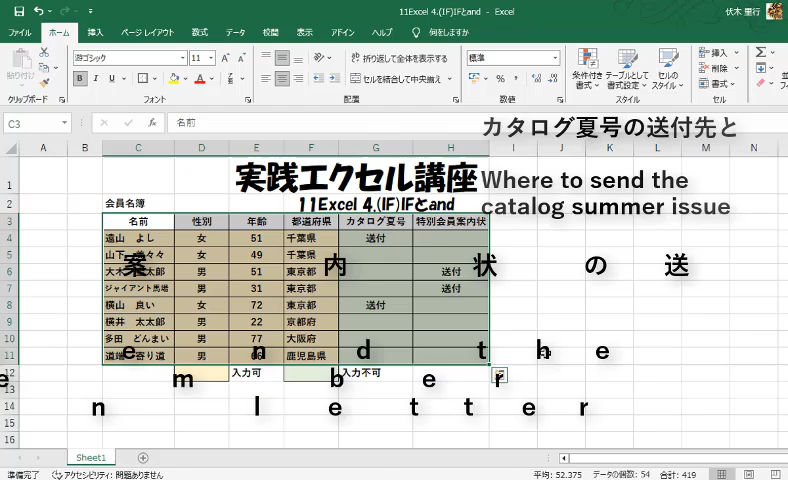 11Excel 4.(IF)IFとand - Excel
伏木 里行
ファイル ホーム 挿入 ページ レイアウト 数式 データ 校閲 表示 アドイン ヘルプ 何をしますか
貼り付け
游ゴシック 11
折り返して全体を表示する
標準
セルを結合して中央揃え
条件付き書式 テーブルとして書式設定 セルのスタイル
挿入
削除
書式
クリップボード フォント 配置 数値 スタイル セル
C3 名前
カタログ夏号の送付先と
A B C D E F G H I J K L M N
実践エクセル講座
Where to send the
catalog summer issue
会員名簿
11Excel 4.(IF)IFとand
名前 性別 年齢 都道府県 カタログ夏号 特別会員案内状
遠山 よし 女 51 千葉県 送付
女 49 千葉県
男 51 東京都 送付
案 内 状 の 送
ジャイアント馬場 男 31 東京都 送付
横山 良い 女 72 東京都 送付
横井 太太郎 男 22 京都府
多田 どんまい 男 77 大阪府
道端 寄り道 男 鹿児島県
e n d t h e
入力可 入力不可
e m b e r
n l e t t e r
Sheet1
準備完了 アクセシビリティ: 問題ありません 平均: 52.375 データの個数: 54 合計: 419